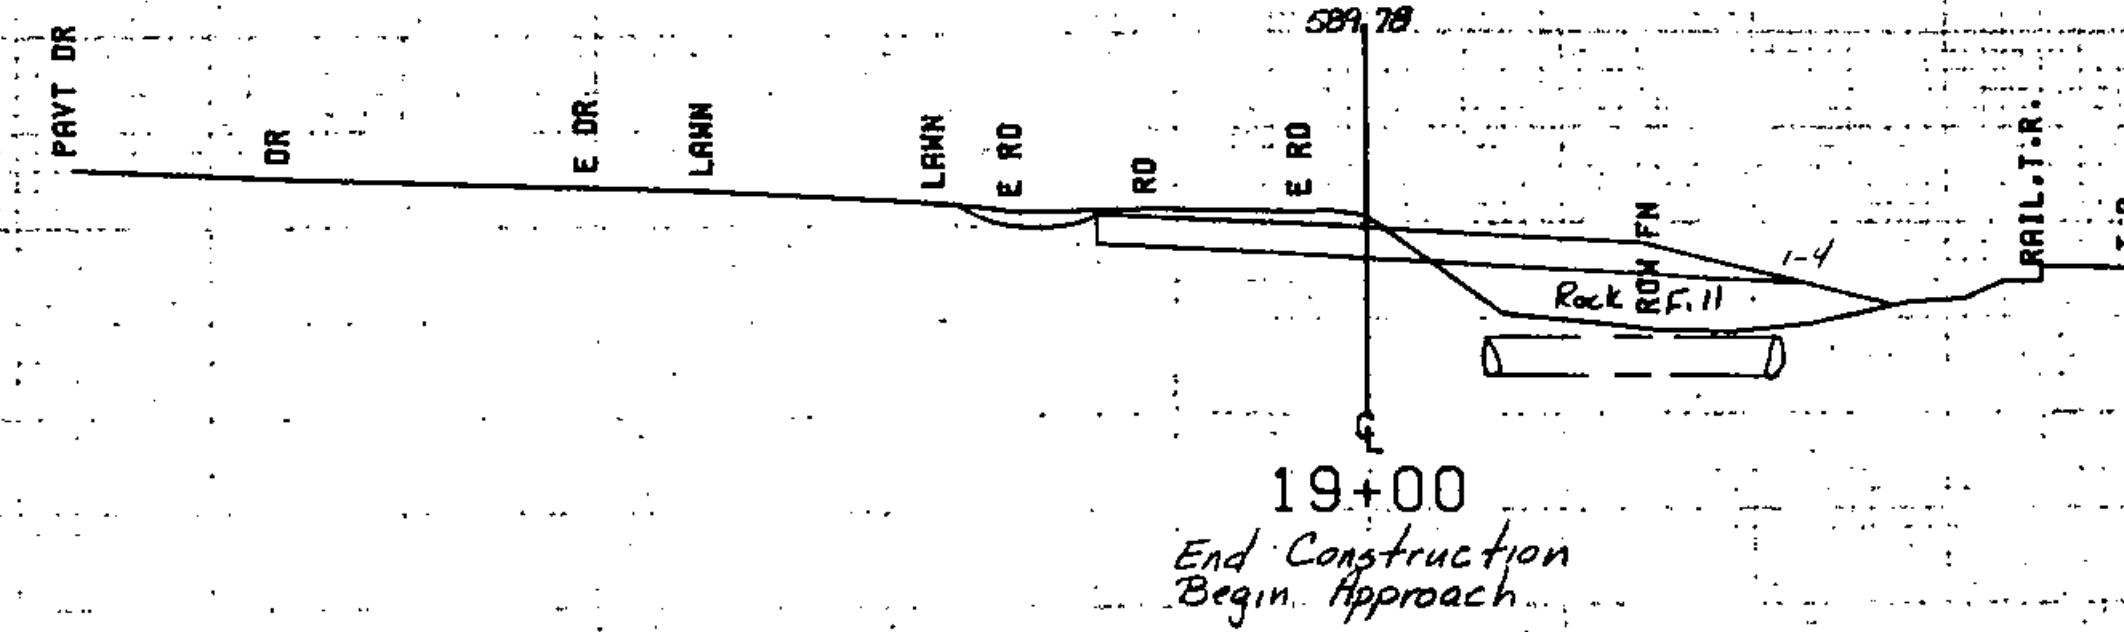 589.78
PAVT DR
DR
E DR.
LAWN
LAWN
E RD
RD
E RD
ROW FN
RAIL.T.R.
1-4
Rock Fill
℄
19+00
End Construction
Begin Approach